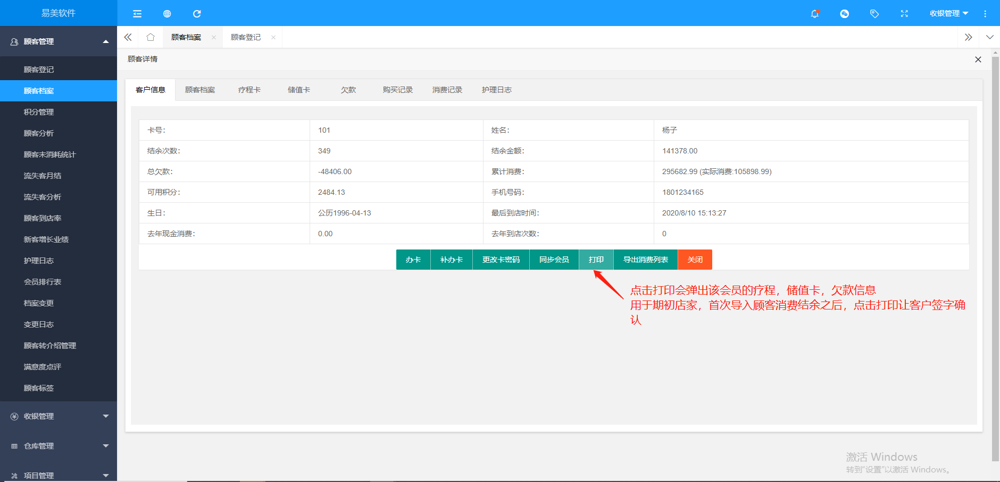 易美软件
收银管理
顾客管理
顾客登记
顾客档案
积分管理
顾客分析
顾客未消耗统计
流失客月结
流失客分析
顾客到店率
新客增长业绩
护理日志
会员排行表
档案变更
变更日志
顾客转介绍管理
满意度点评
顾客标签
收银管理
仓库管理
项目管理
顾客档案 顾客登记
顾客详情
客户信息 顾客档案 疗程卡 储值卡 欠款 购买记录 消费记录 护理日志
卡号： 101 姓名： 杨子
结余次数： 349 结余金额： 141378.00
总欠款： -48406.00 累计消费： 295682.99 (实际消费:105898.99)
可用积分： 2484.13 手机号码： 1801234165
生日： 公历1996-04-13 最后到店时间： 2020/8/10 15:13:27
去年现金消费： 0.00 去年到店次数： 0
办卡 补办卡 更改卡密码 同步会员 打印 导出消费列表 关闭
点击打印会弹出该会员的疗程，储值卡，欠款信息
用于期初店家，首次导入顾客消费结余之后，点击打印让客户签字确
认
激活 Windows
转到“设置”以激活 Windows。